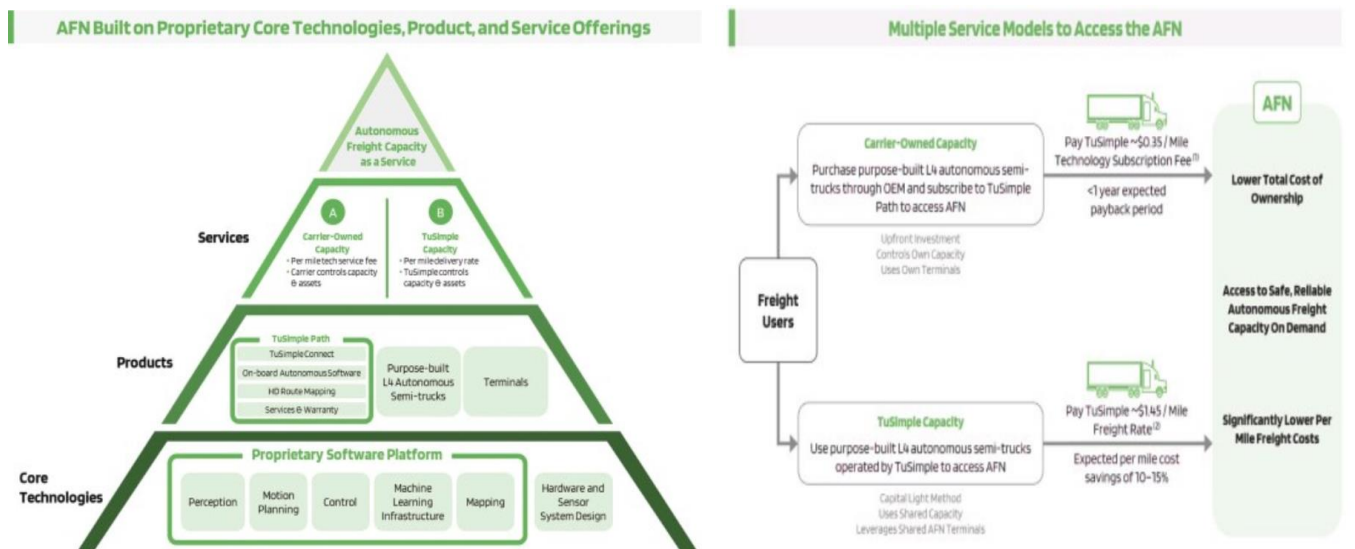 AFN Built on Proprietary Core Technologies, Product, and Service Offerings
Autonomous
Freight Capacity
as a Service
Services
A
Carrier-Owned
Capacity
• Per mile tech service fee
• Carrier controls capacity
& assets
B
TuSimple
Capacity
• Per mile delivery rate
• TuSimple controls
capacity & assets
Products
TuSimple Path
TuSimple Connect
On-board Autonomous Software
HD Route Mapping
Services & Warranty
Purpose-built
L4 Autonomous
Semi-trucks
Terminals
Core
Technologies
Proprietary Software Platform
Perception
Motion
Planning
Control
Machine
Learning
Infrastructure
Mapping
Hardware and
Sensor
System Design
Multiple Service Models to Access the AFN
Freight
Users
Carrier-Owned Capacity
Purchase purpose-built L4 autonomous semi-
trucks through OEM and subscribe to TuSimple
Path to access AFN
Upfront Investment
Controls Own Capacity
Uses Own Terminals
Pay TuSimple ~$0.35 / Mile
Technology Subscription Fee(1)
<1 year expected
payback period
TuSimple Capacity
Use purpose-built L4 autonomous semi-trucks
operated by TuSimple to access AFN
Capital Light Method
Uses Shared Capacity
Leverages Shared AFN Terminals
Pay TuSimple ~$1.45 / Mile
Freight Rate(2)
Expected per mile cost
savings of 10-15%
AFN
Lower Total Cost of
Ownership
Access to Safe, Reliable
Autonomous Freight
Capacity On Demand
Significantly Lower Per
Mile Freight Costs